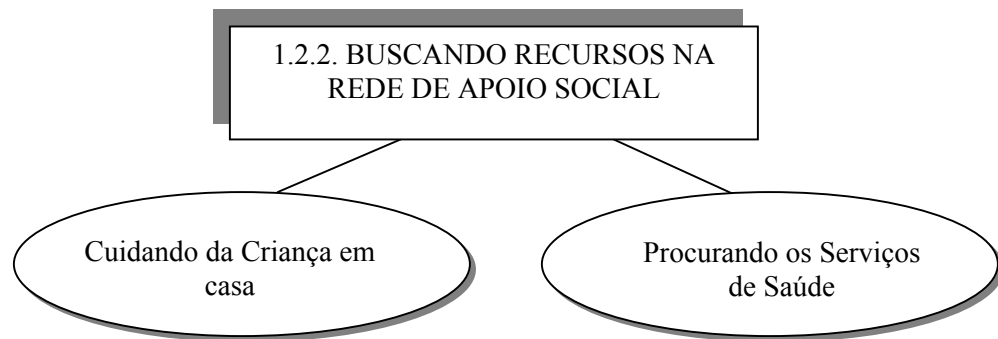 1.2.2. BUSCANDO RECURSOS NA
REDE DE APOIO SOCIAL
Cuidando da Criança em
casa
Procurando os Serviços
de Saúde